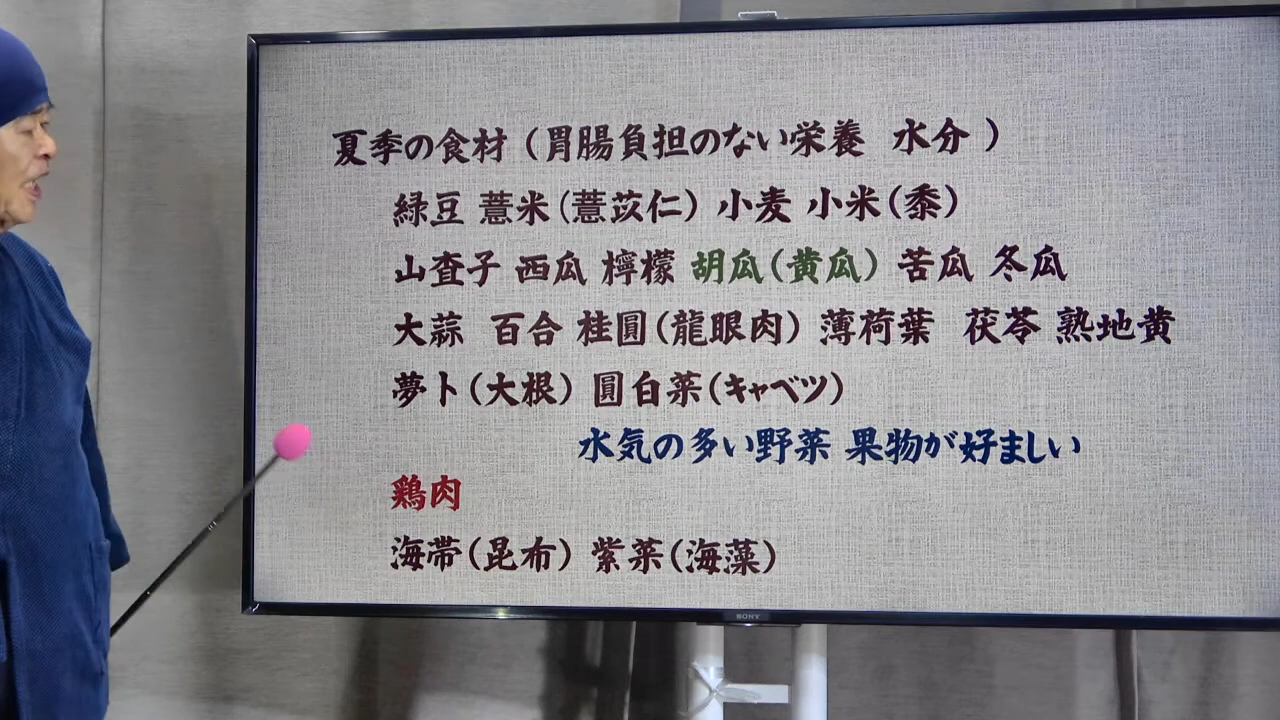 夏季の食材（胃腸負担のない栄養 水分）
緑豆 薏米（薏苡仁）小麦 小米（黍）
山査子 西瓜 檸檬 胡瓜（黄瓜）苦瓜 冬瓜
大蒜 百合 桂圓（龍眼肉）薄荷葉 茯苓 熟地黄
夢卜（大根）圓白菜（キャベツ）
水気の多い野菜 果物が好ましい
鶏肉
海帯（昆布）紫菜（海藻）
SONY